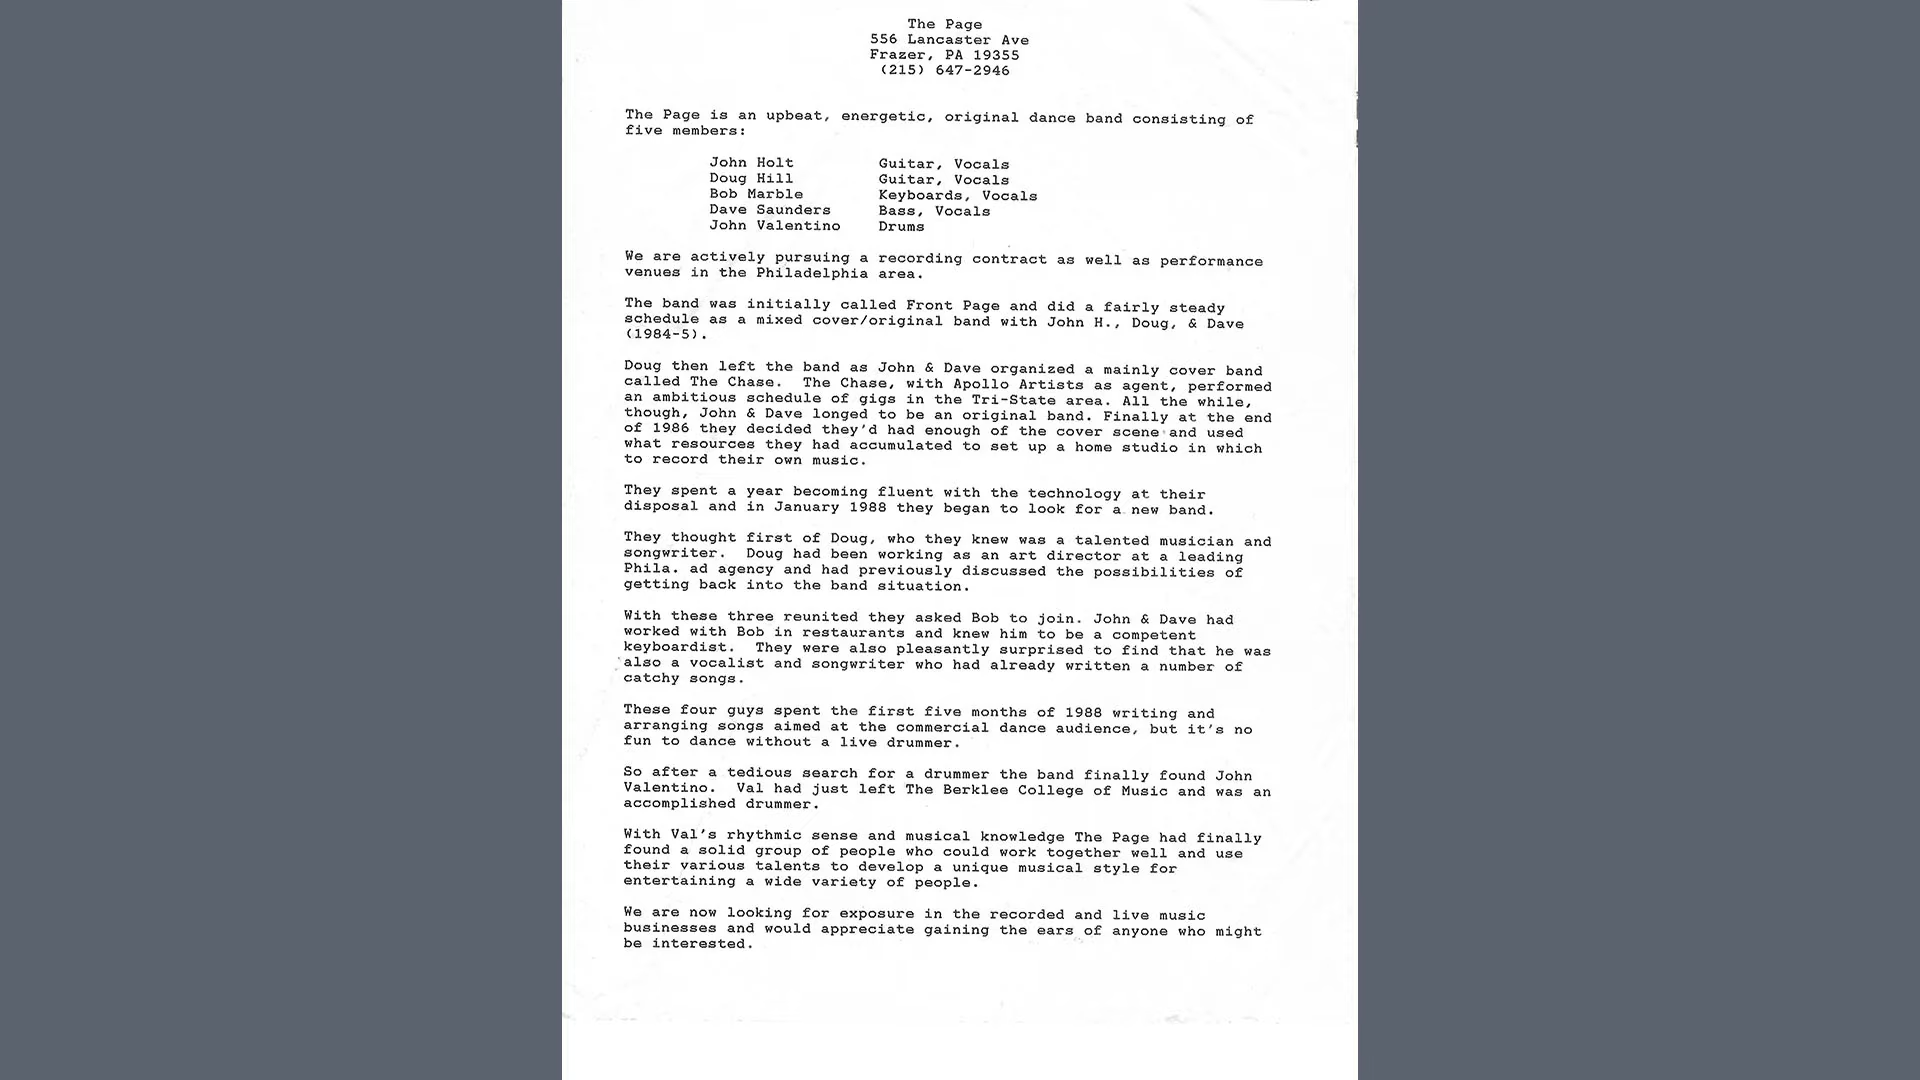 The Page
556 Lancaster Ave
Frazer, PA 19355
(215) 647-2946
The Page is an upbeat, energetic, original dance band consisting of
five members:
John Holt Guitar, Vocals
Doug Hill Guitar, Vocals
Bob Marble Keyboards, Vocals
Dave Saunders Bass, Vocals
John Valentino Drums
We are actively pursuing a recording contract as well as performance
venues in the Philadelphia area.
The band was initially called Front Page and did a fairly steady
schedule as a mixed cover/original band with John H., Doug, & Dave
(1984-5).
Doug then left the band as John & Dave organized a mainly cover band
called The Chase.  The Chase, with Apollo Artists as agent, performed
an ambitious schedule of gigs in the Tri-State area. All the while,
though, John & Dave longed to be an original band. Finally at the end
of 1986 they decided they'd had enough of the cover scene and used
what resources they had accumulated to set up a home studio in which
to record their own music.
They spent a year becoming fluent with the technology at their
disposal and in January 1988 they began to look for a new band.
They thought first of Doug, who they knew was a talented musician and
songwriter.  Doug had been working as an art director at a leading
Phila. ad agency and had previously discussed the possibilities of
getting back into the band situation.
With these three reunited they asked Bob to join. John & Dave had
worked with Bob in restaurants and knew him to be a competent
keyboardist.  They were also pleasantly surprised to find that he was
also a vocalist and songwriter who had already written a number of
catchy songs.
These four guys spent the first five months of 1988 writing and
arranging songs aimed at the commercial dance audience, but it's no
fun to dance without a live drummer.
So after a tedious search for a drummer the band finally found John
Valentino.  Val had just left The Berklee College of Music and was an
accomplished drummer.
With Val's rhythmic sense and musical knowledge The Page had finally
found a solid group of people who could work together well and use
their various talents to develop a unique musical style for
entertaining a wide variety of people.
We are now looking for exposure in the recorded and live music
businesses and would appreciate gaining the ears of anyone who might
be interested.